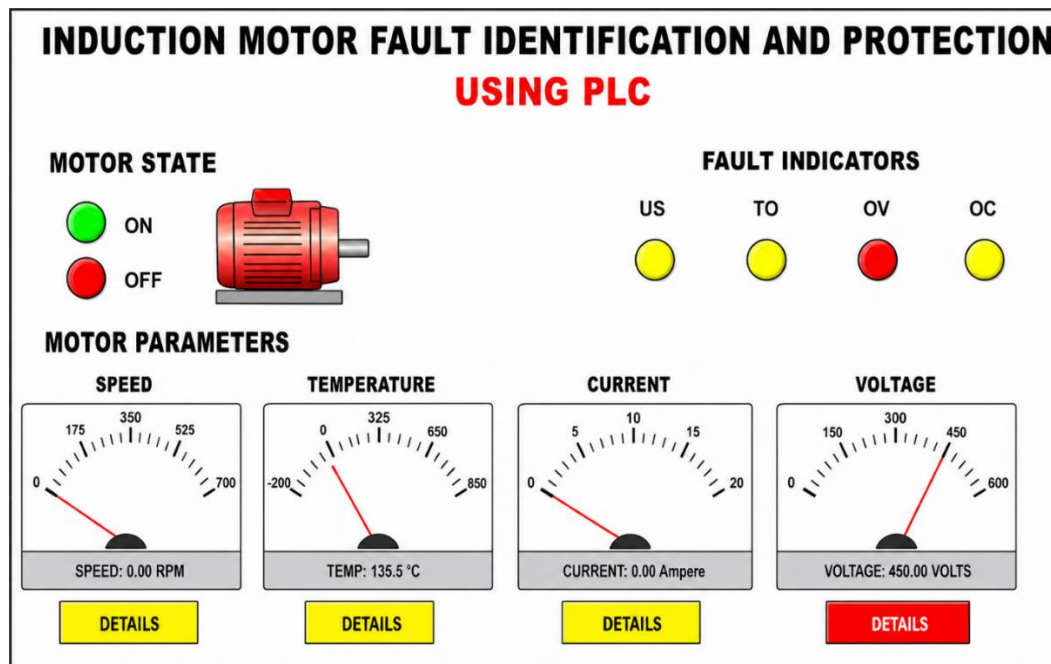 INDUCTION MOTOR FAULT IDENTIFICATION AND PROTECTION
USING PLC
MOTOR STATE
FAULT INDICATORS
ON
OFF
US TO OV OC
MOTOR PARAMETERS
SPEED
0 175 350 525 700
SPEED: 0.00 RPM
DETAILS
TEMPERATURE
-200 0 325 650 850
TEMP: 135.5 °C
DETAILS
CURRENT
0 5 10 15 20
CURRENT: 0.00 Ampere
DETAILS
VOLTAGE
0 150 300 450 600
VOLTAGE: 450.00 VOLTS
DETAILS